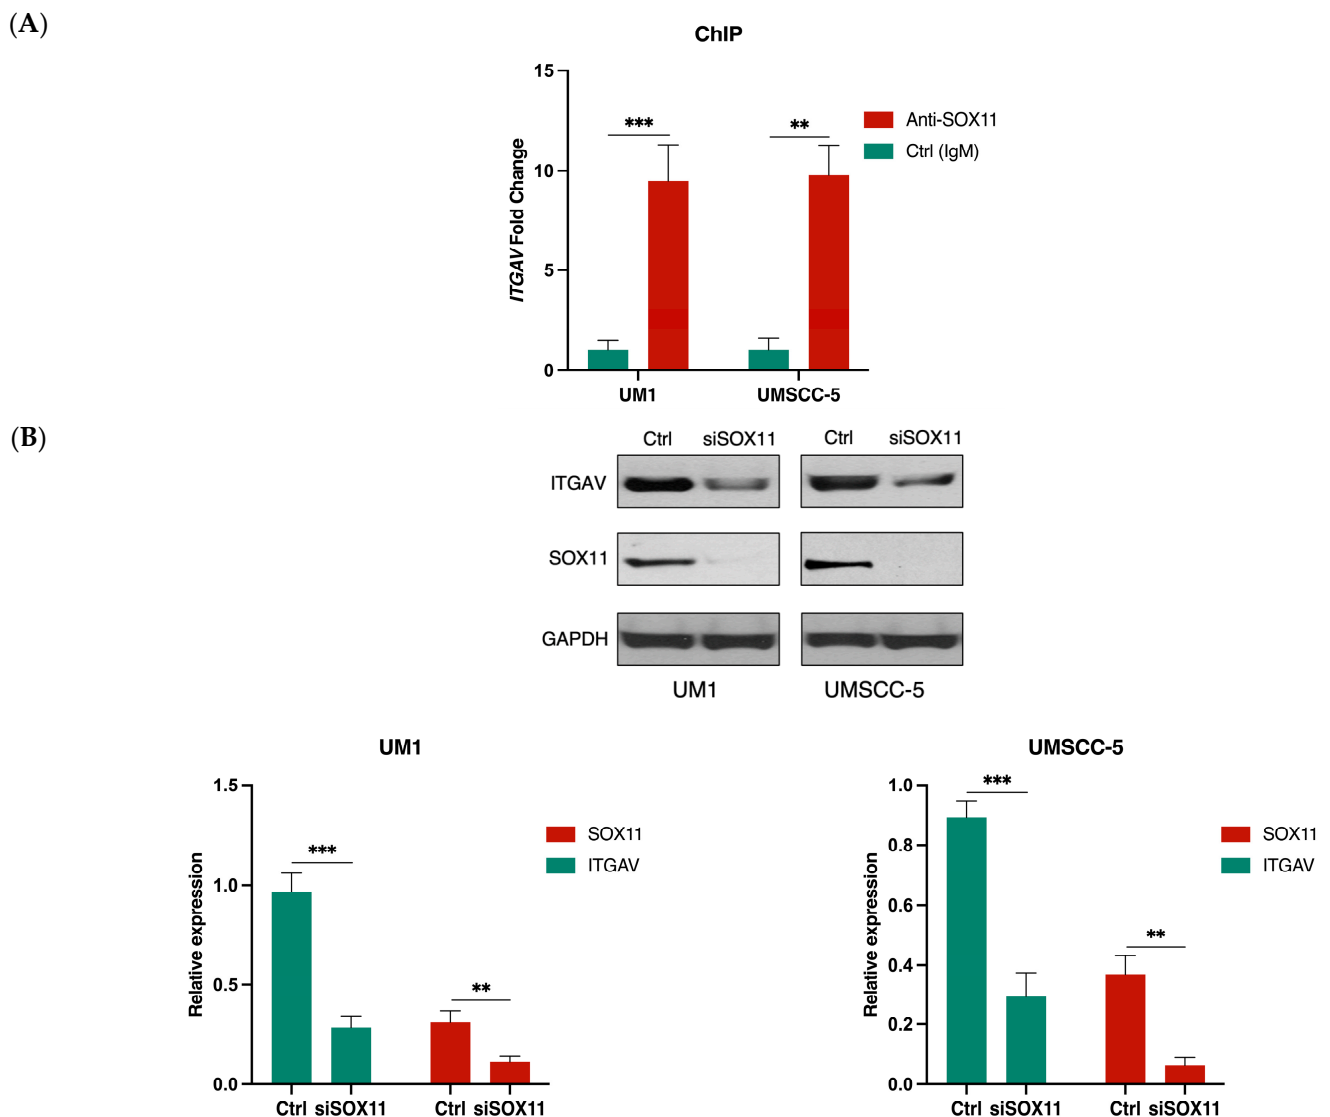 (A)
ChIP
15
10
5
0
ITGAV Fold Change
***
**
Anti-SOX11
Ctrl (IgM)
UM1
UMSCC-5
(B)
Ctrl siSOX11 Ctrl siSOX11
ITGAV
SOX11
GAPDH
UM1 UMSCC-5
UM1
1.5
1.0
0.5
0.0
Relative expression
***
**
SOX11
ITGAV
Ctrl siSOX11 Ctrl siSOX11
UMSCC-5
1.0
0.8
0.6
0.4
0.2
0.0
Relative expression
***
**
SOX11
ITGAV
Ctrl siSOX11 Ctrl siSOX11